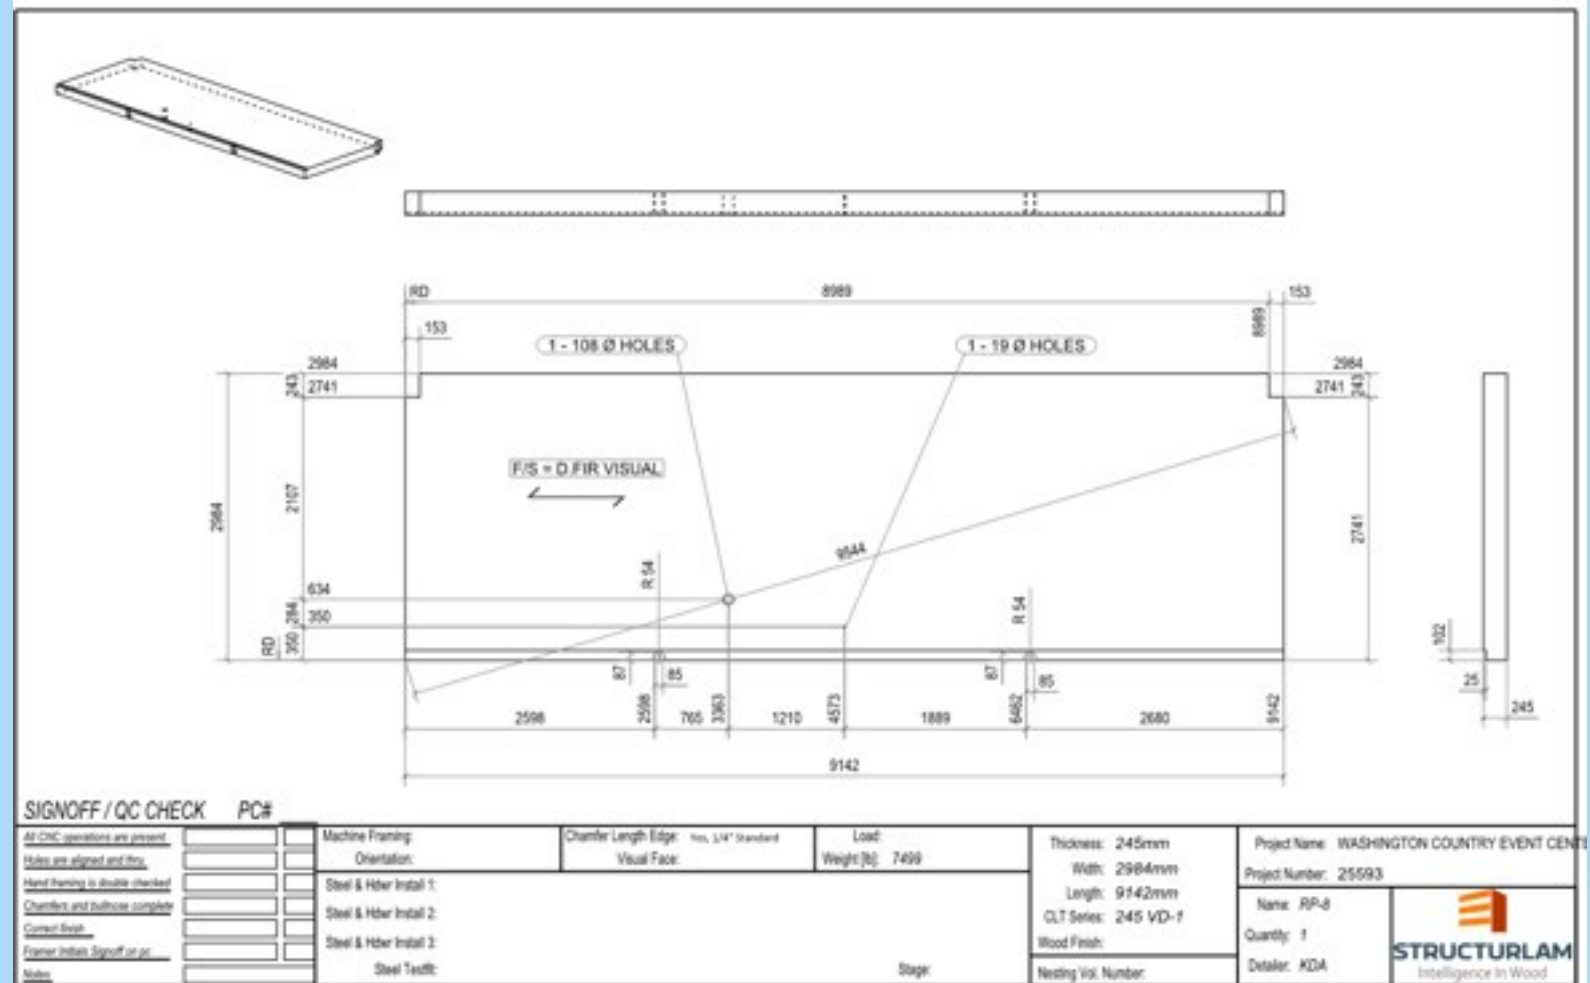 RD
8989
153
153
8989
1 - 108 Ø HOLES
1 - 19 Ø HOLES
2984
2741
243
2984
2741
243
F/S = D.FIR VISUAL
2107
2984
2741
9844
634
284
350
350
RD
R 54
R 54
87
85
87
85
102
25
245
2598
2598
765
3363
1210
4573
1889
6462
2680
9142
9142
SIGNOFF / QC CHECK PC#
All CNC operations are present
Holes are aligned and thru
Hand framing is double checked
Chamfers and bullnose complete
Correct finish
Framer Initials Signoff on pc
Notes
Machine Framing:
Orientation:
Chamfer Length Edge: Yes, 1/4" Standard
Visual Face:
Load:
Weight [lb]: 7499
Steel & Hdwr Install 1:
Steel & Hdwr Install 2:
Steel & Hdwr Install 3:
Steel Testfit:
Stage:
Thickness: 245mm
Width: 2984mm
Length: 9142mm
CLT Series: 245 VD-1
Wood Finish:
Nesting Vol. Number:
Project Name: WASHINGTON COUNTRY EVENT CENTE
Project Number: 25593
Name: RP-8
Quantity: 1
Detailer: KDA
STRUCTURLAM
Intelligence In Wood